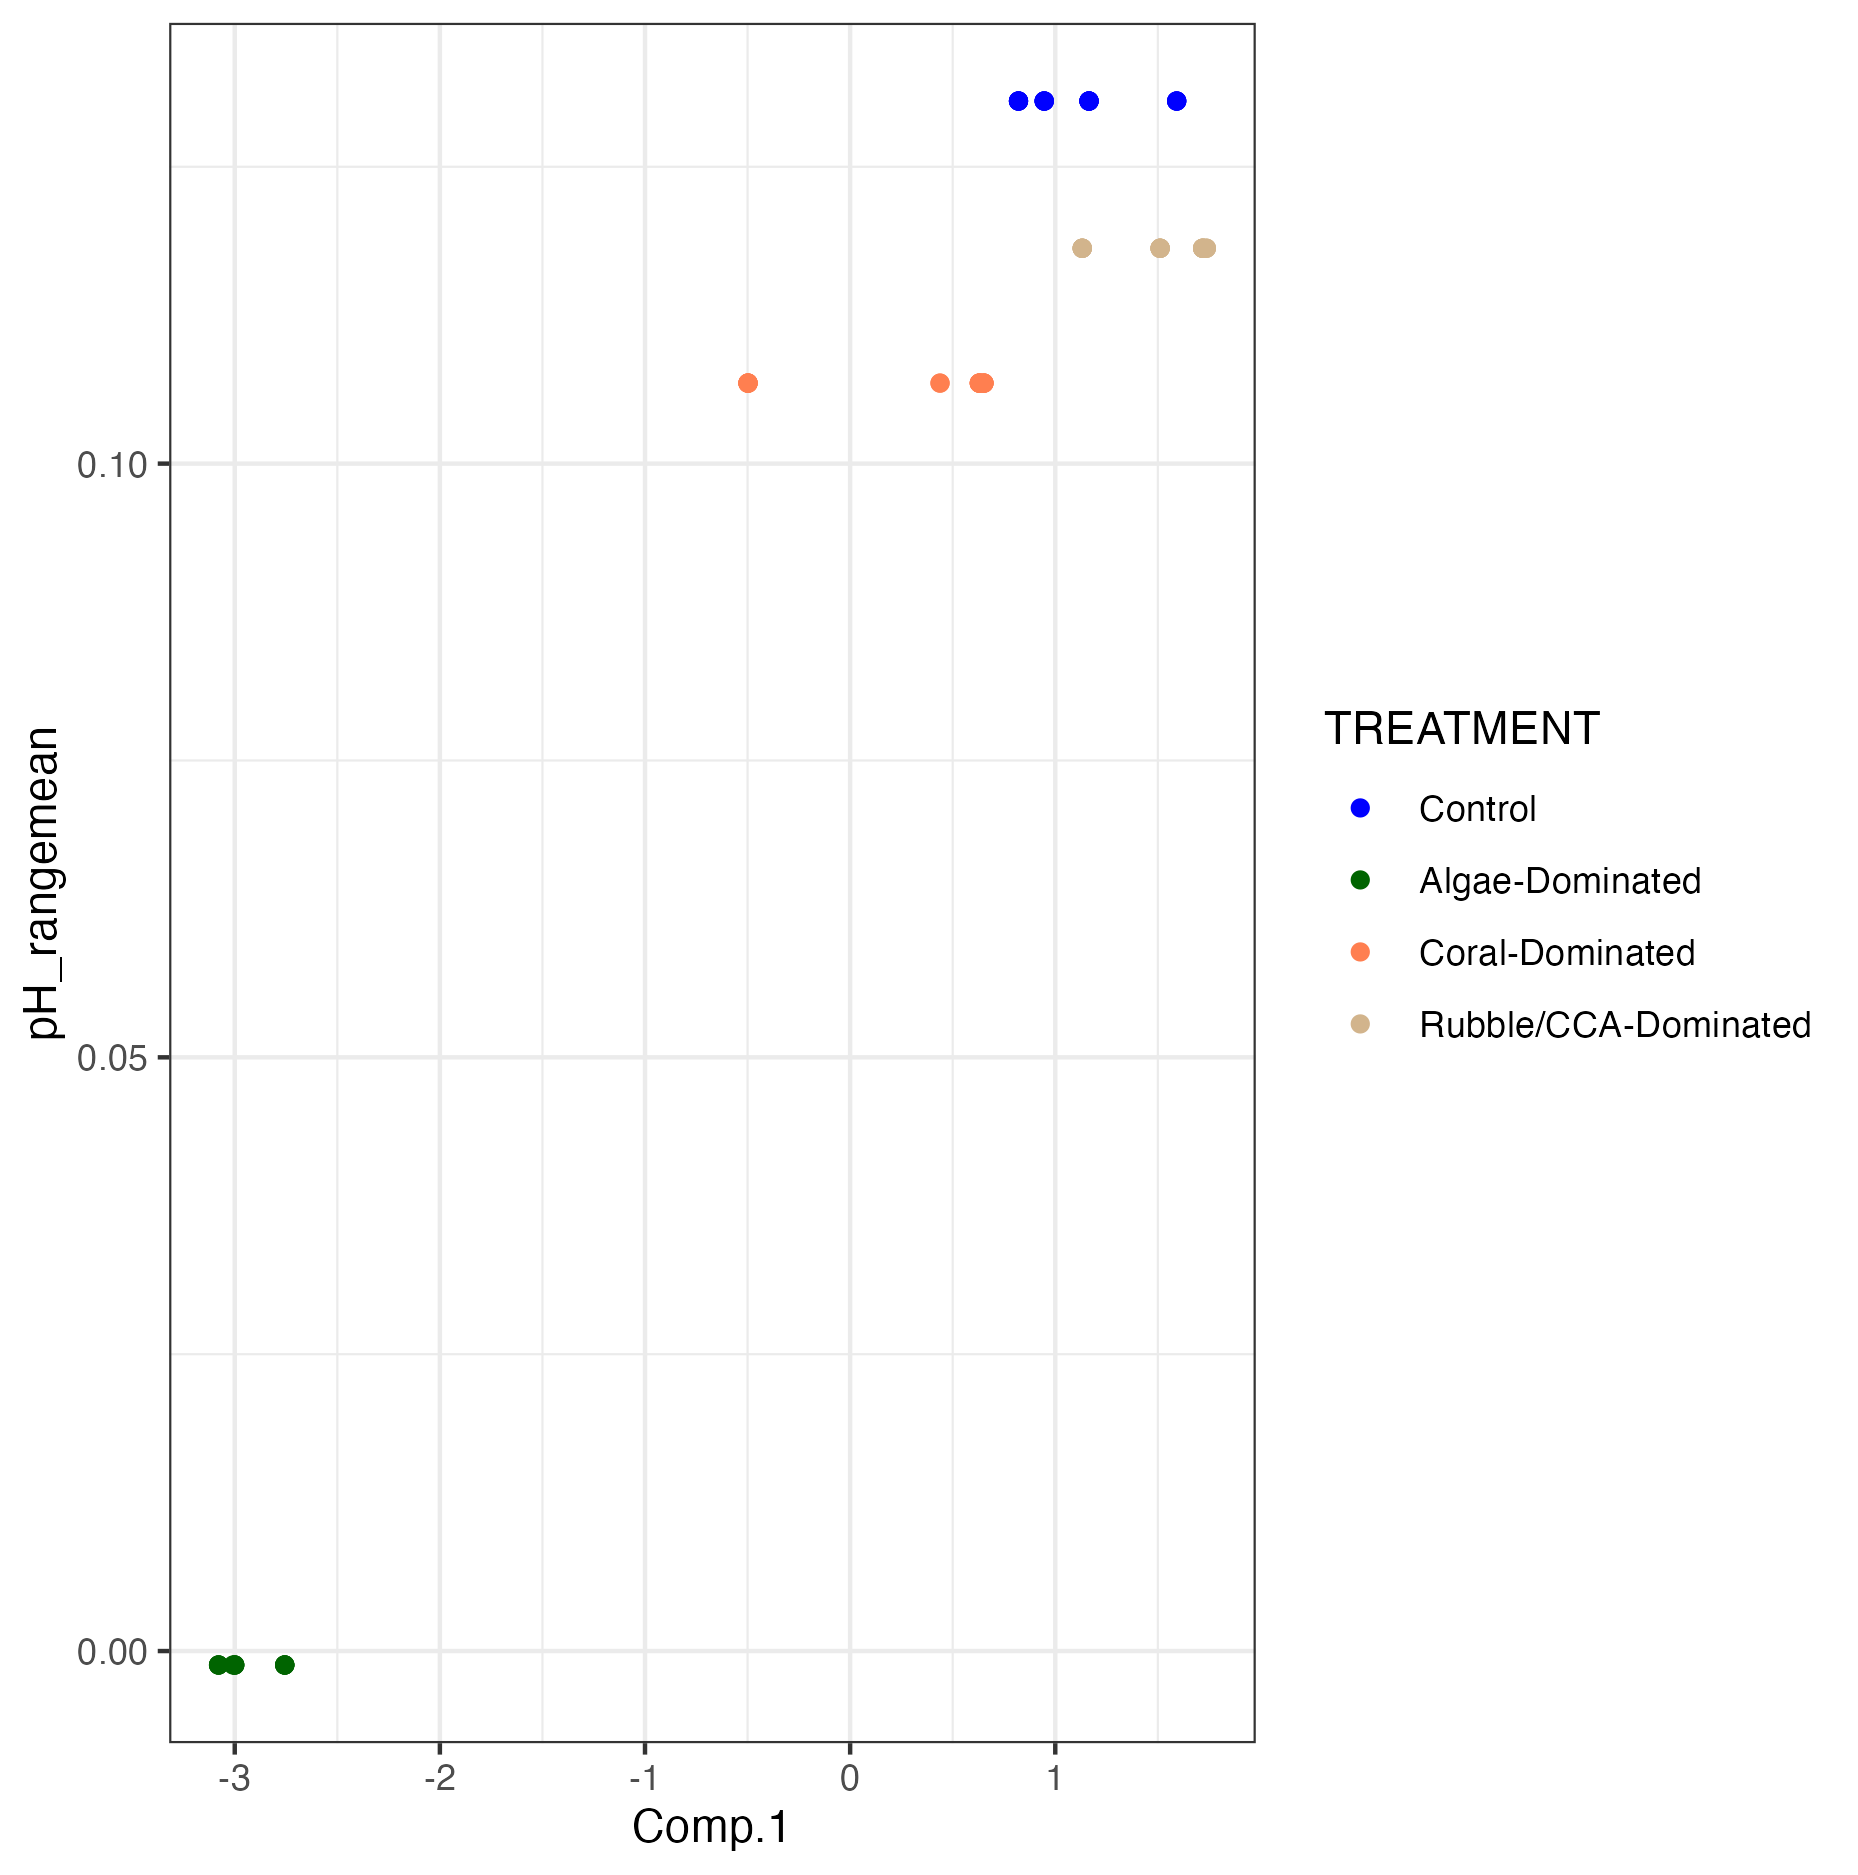 pH_rangemean
0.10
0.05
0.00
-3
-2
-1
0
1
Comp.1
TREATMENT
Control
Algae-Dominated
Coral-Dominated
Rubble/CCA-Dominated